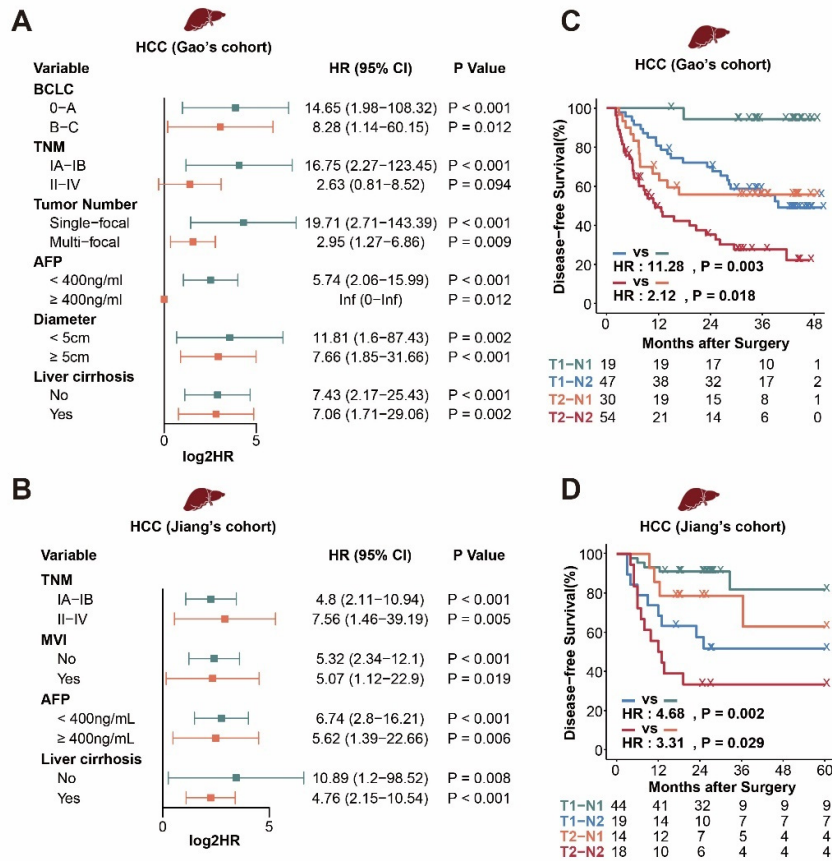 A
HCC (Gao's cohort)
Variable HR (95% CI) P Value
BCLC
0−A 14.65 (1.98−108.32) P < 0.001
B−C 8.28 (1.14−60.15) P = 0.012
TNM
IA−IB 16.75 (2.27−123.45) P < 0.001
II−IV 2.63 (0.81−8.52) P = 0.094
Tumor Number
Single−focal 19.71 (2.71−143.39) P < 0.001
Multi−focal 2.95 (1.27−6.86) P = 0.009
AFP
< 400ng/ml 5.74 (2.06−15.99) P < 0.001
≥ 400ng/ml Inf (0−Inf) P = 0.012
Diameter
< 5cm 11.81 (1.6−87.43) P = 0.002
≥ 5cm 7.66 (1.85−31.66) P < 0.001
Liver cirrhosis
No 7.43 (2.17−25.43) P < 0.001
Yes 7.06 (1.71−29.06) P = 0.002
0 5
log2HR
B
HCC (Jiang's cohort)
Variable HR (95% CI) P Value
TNM
IA−IB 4.8 (2.11−10.94) P < 0.001
II−IV 7.56 (1.46−39.19) P = 0.005
MVI
No 5.32 (2.34−12.1) P < 0.001
Yes 5.07 (1.12−22.9) P = 0.019
AFP
< 400ng/mL 6.74 (2.8−16.21) P < 0.001
≥ 400ng/mL 5.62 (1.39−22.66) P = 0.006
Liver cirrhosis
No 10.89 (1.2−98.52) P = 0.008
Yes 4.76 (2.15−10.54) P < 0.001
0 5
log2HR
C
HCC (Gao's cohort)
Disease−free Survival(%)
100
80
60
40
20
0
vs
HR : 11.28 , P = 0.003
vs
HR : 2.12 , P = 0.018
0 12 24 36 48
Months after Surgery
T1−N1 19 19 17 10 1
T1−N2 47 38 32 17 2
T2−N1 30 19 15 8 1
T2−N2 54 21 14 6 0
D
HCC (Jiang's cohort)
Disease−free Survival(%)
100
80
60
40
20
0
vs
HR : 4.68 , P = 0.002
vs
HR : 3.31 , P = 0.029
0 12 24 36 48 60
Months after Surgery
T1−N1 44 41 32 9 9 9
T1−N2 19 14 10 7 7 7
T2−N1 14 12 7 5 4 4
T2−N2 18 10 6 4 4 4